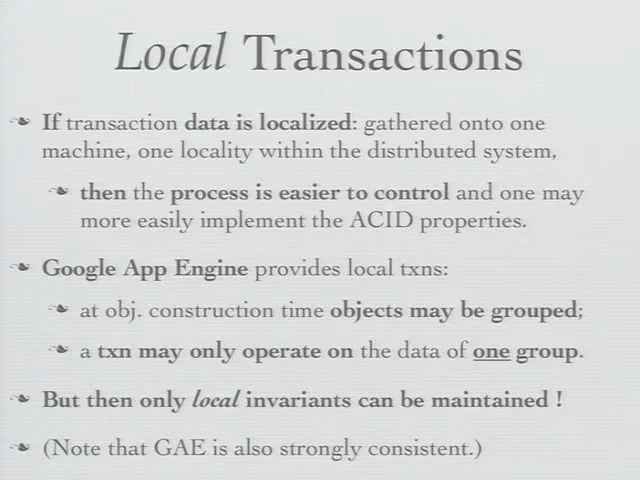 Local Transactions
If transaction data is localized: gathered onto one
machine, one locality within the distributed system,
then the process is easier to control and one may
more easily implement the ACID properties.
Google App Engine provides local txns:
at obj. construction time objects may be grouped;
a txn may only operate on the data of one group.
But then only local invariants can be maintained !
(Note that GAE is also strongly consistent.)